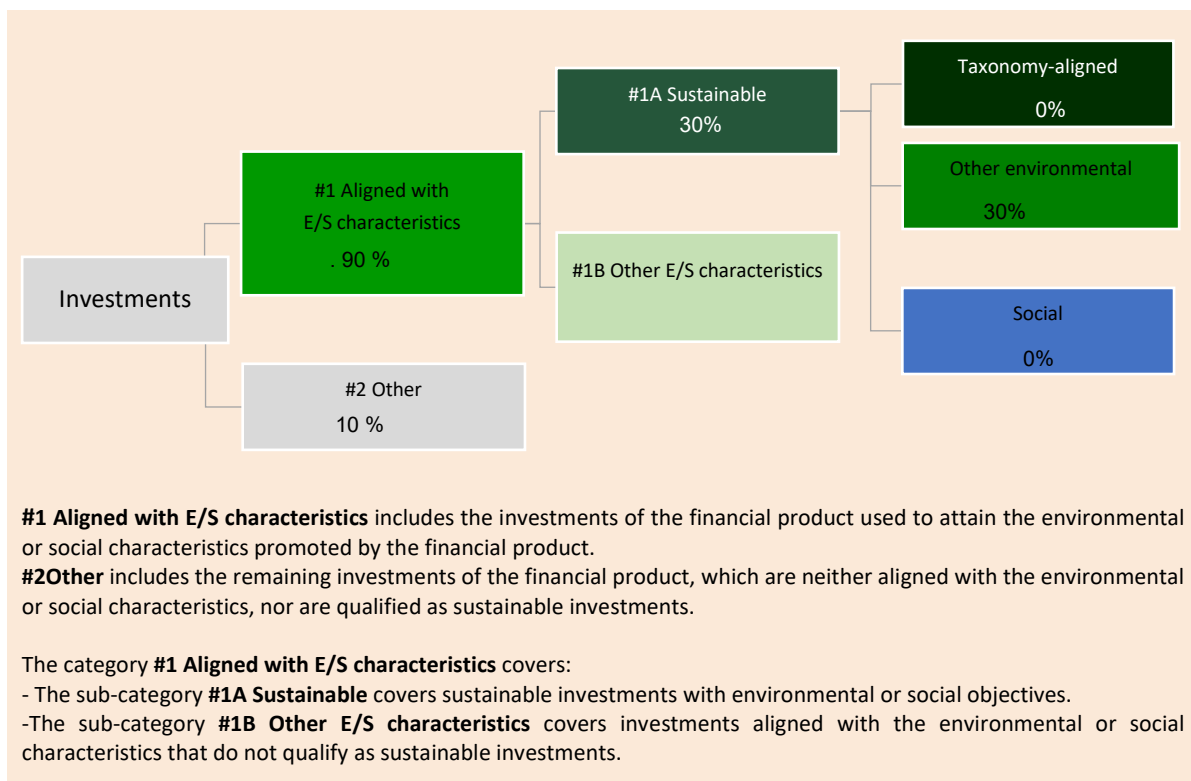 Taxonomy-aligned
0%
#1A Sustainable
30%
Other environmental
30%
#1 Aligned with
E/S characteristics
. 90 %
#1B Other E/S characteristics
Investments
Social
0%
#2 Other
10 %
#1 Aligned with E/S characteristics includes the investments of the financial product used to attain the environmental
or social characteristics promoted by the financial product.
#2Other includes the remaining investments of the financial product, which are neither aligned with the environmental
or social characteristics, nor are qualified as sustainable investments.
The category #1 Aligned with E/S characteristics covers:
- The sub-category #1A Sustainable covers sustainable investments with environmental or social objectives.
-The sub-category #1B Other E/S characteristics covers investments aligned with the environmental or social
characteristics that do not qualify as sustainable investments.